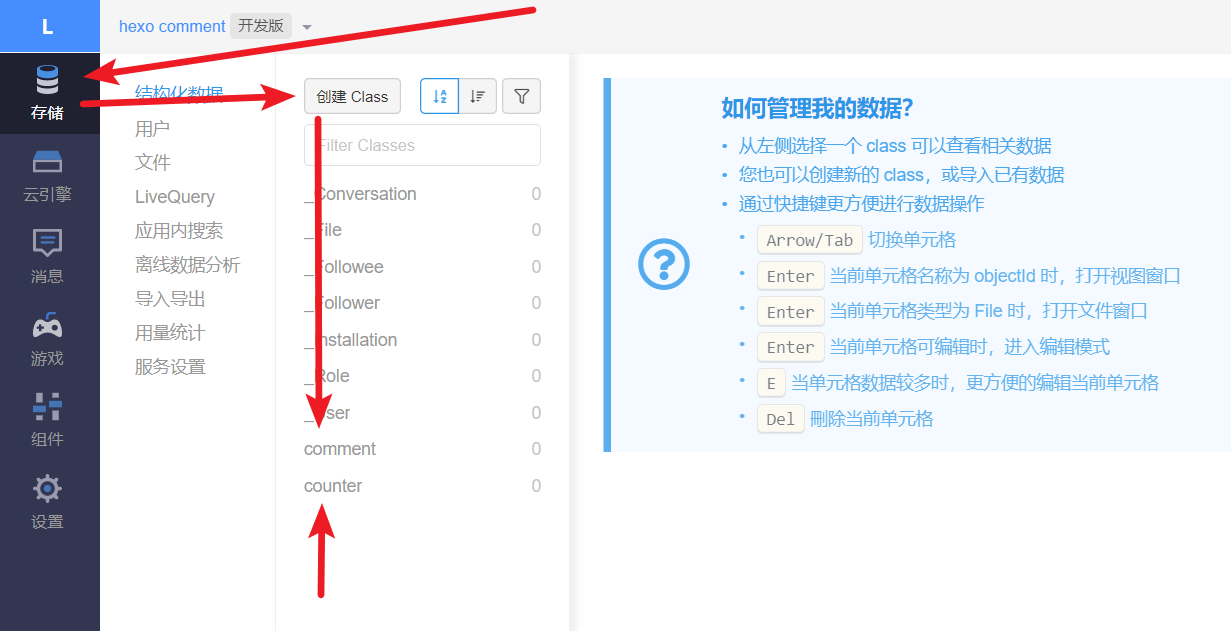 L
hexo comment 开发版
存储
云引擎
消息
游戏
组件
设置
结构化数据
用户
文件
LiveQuery
应用内搜索
离线数据分析
导入导出
用量统计
服务设置
创建 Class
Filter Classes
_Conversation 0
_File 0
_Followee 0
_Follower 0
_Installation 0
_Role 0
_User 0
comment 0
counter 0
如何管理我的数据?
• 从左侧选择一个 class 可以查看相关数据
• 您也可以创建新的 class，或导入已有数据
• 通过快捷键更方便进行数据操作
• Arrow/Tab 切换单元格
• Enter 当前单元格名称为 objectId 时，打开视图窗口
• Enter 当前单元格类型为 File 时，打开文件窗口
• Enter 当前单元格可编辑时，进入编辑模式
• E 当单元格数据较多时，更方便的编辑当前单元格
• Del 刪除当前单元格